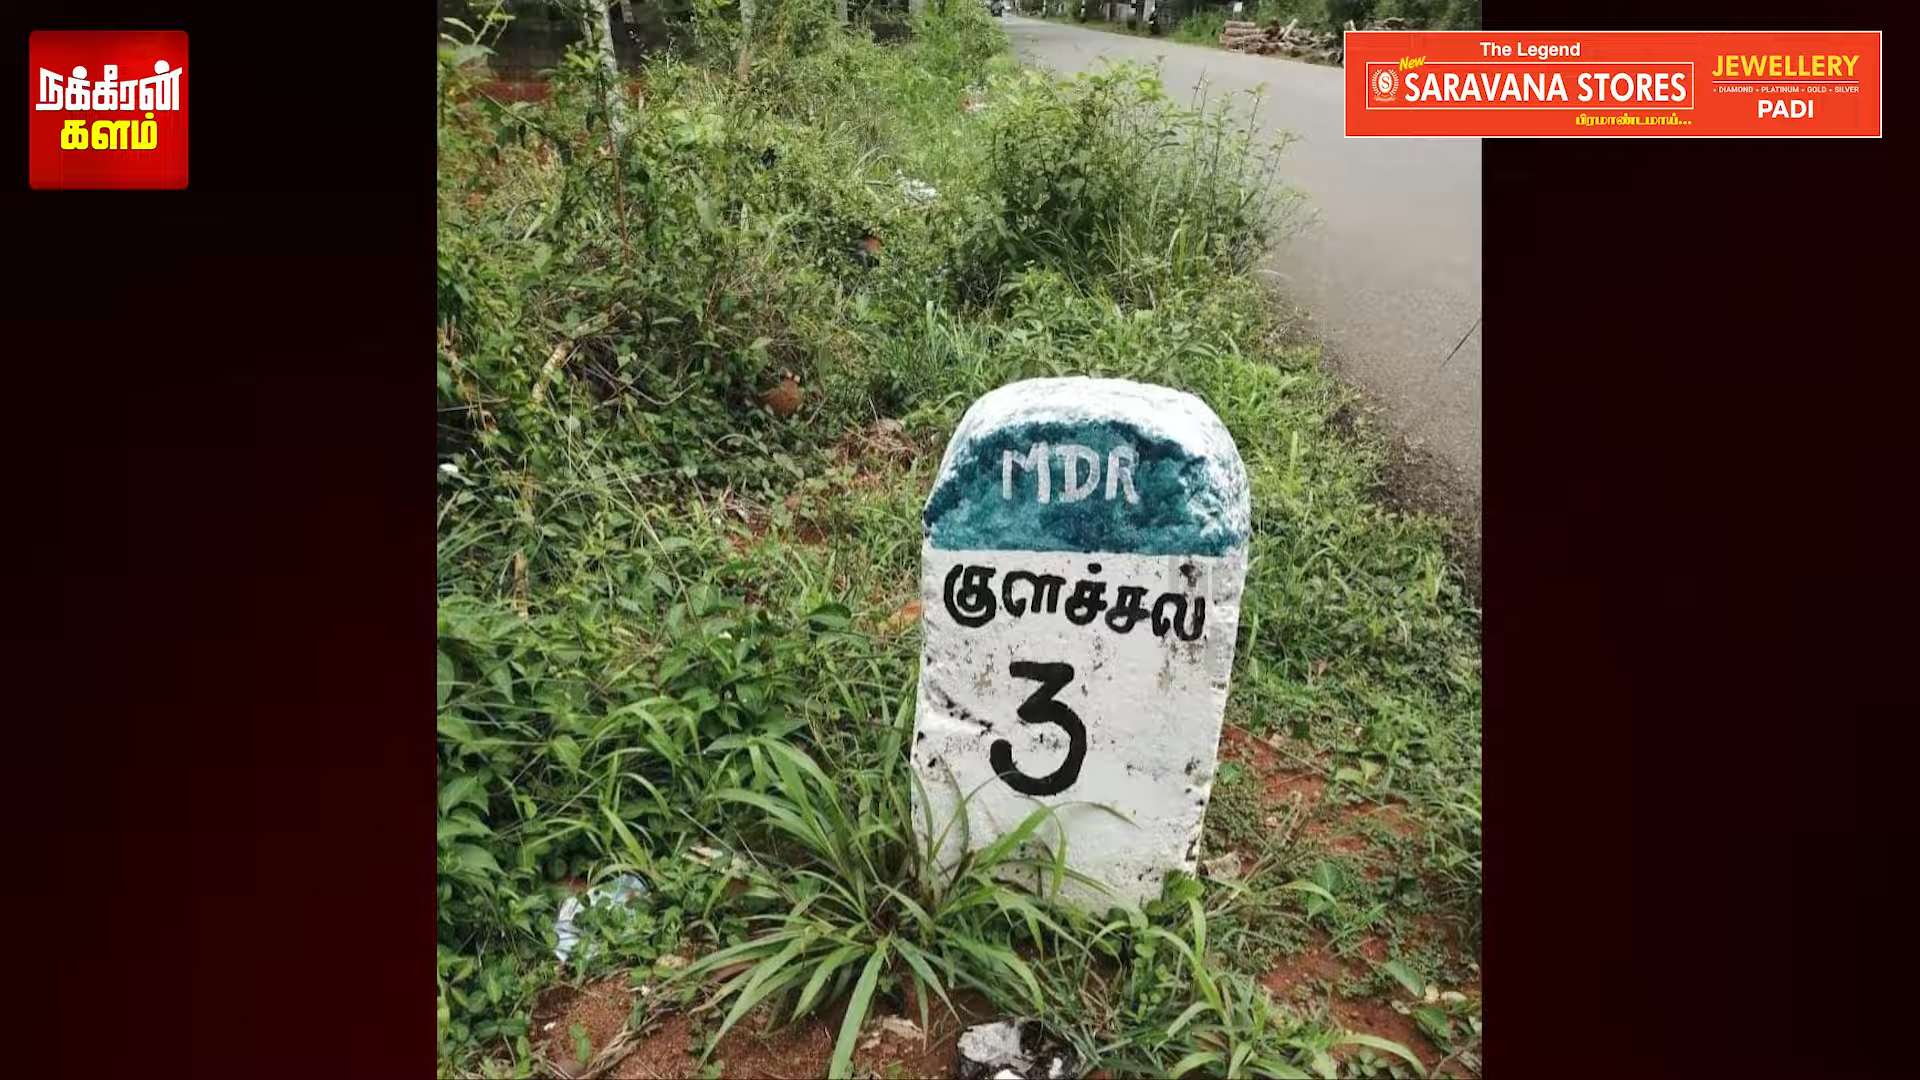 நக்கீரன்
களம்
The Legend
New
SARAVANA STORES
பிரமாண்டமாய்...
JEWELLERY
• DIAMOND • PLATINUM • GOLD • SILVER
PADI
MDR
குளச்சல்
3